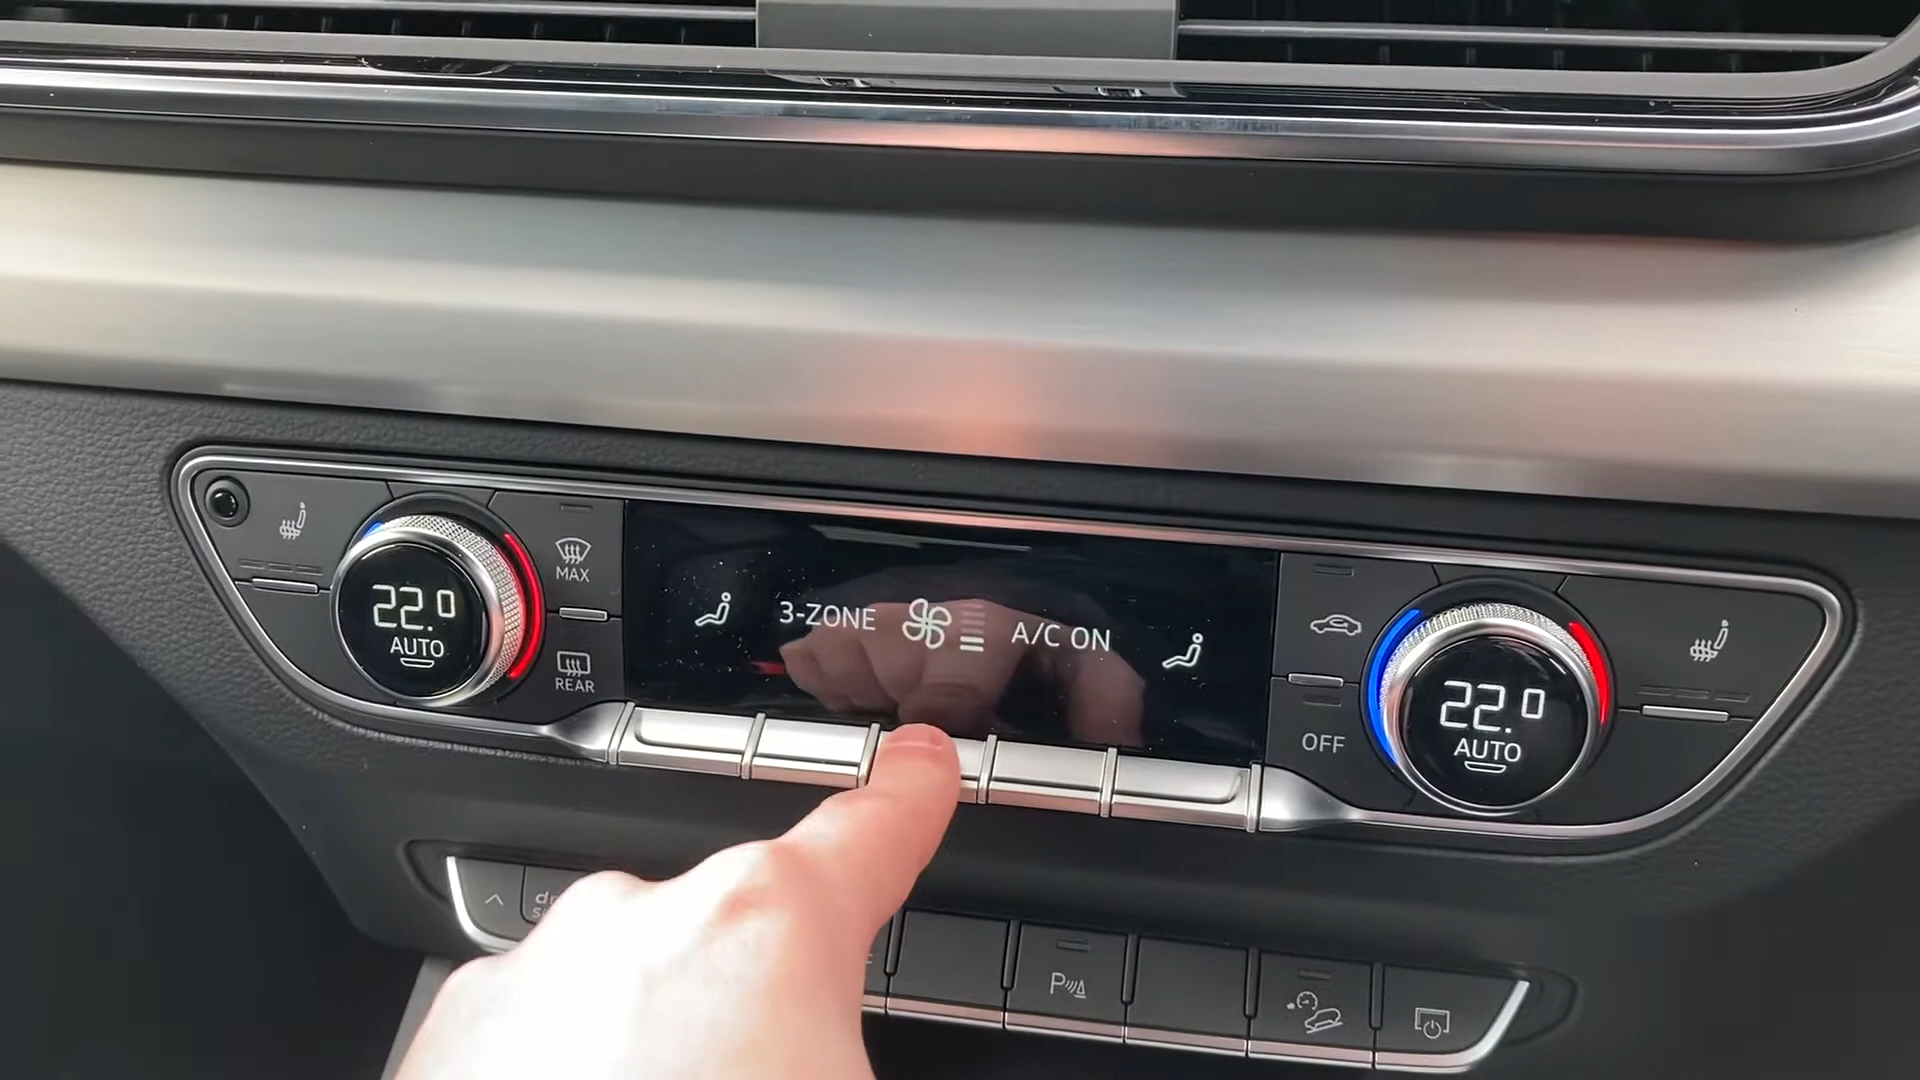 22.0
AUTO
MAX
REAR
3-ZONE
A/C ON
OFF
22.0
AUTO
P